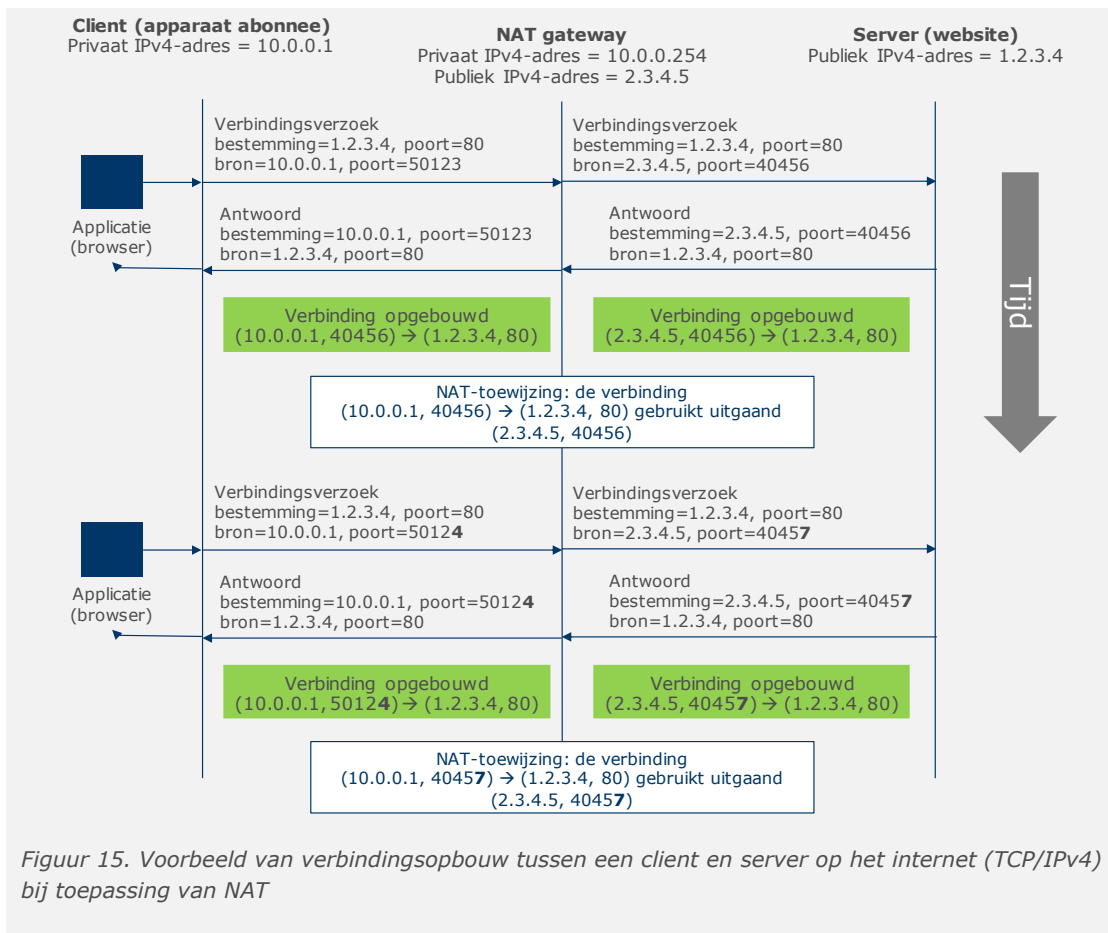 Client (apparaat abonnee)
Privaat IPv4-adres = 10.0.0.1
NAT gateway
Privaat IPv4-adres = 10.0.0.254
Publiek IPv4-adres = 2.3.4.5
Server (website)
Publiek IPv4-adres = 1.2.3.4
Verbindingsverzoek
bestemming=1.2.3.4, poort=80
bron=10.0.0.1, poort=50123
Verbindingsverzoek
bestemming=1.2.3.4, poort=80
bron=2.3.4.5, poort=40456
Applicatie
(browser)
Antwoord
bestemming=10.0.0.1, poort=50123
bron=1.2.3.4, poort=80
Antwoord
bestemming=2.3.4.5, poort=40456
bron=1.2.3.4, poort=80
Tijd
Verbinding opgebouwd
(10.0.0.1, 40456) → (1.2.3.4, 80)
Verbinding opgebouwd
(2.3.4.5, 40456) → (1.2.3.4, 80)
NAT-toewijzing: de verbinding
(10.0.0.1, 40456) → (1.2.3.4, 80) gebruikt uitgaand
(2.3.4.5, 40456)
Verbindingsverzoek
bestemming=1.2.3.4, poort=80
bron=10.0.0.1, poort=50124
Verbindingsverzoek
bestemming=1.2.3.4, poort=80
bron=2.3.4.5, poort=40457
Applicatie
(browser)
Antwoord
bestemming=10.0.0.1, poort=50124
bron=1.2.3.4, poort=80
Antwoord
bestemming=2.3.4.5, poort=40457
bron=1.2.3.4, poort=80
Verbinding opgebouwd
(10.0.0.1, 50124) → (1.2.3.4, 80)
Verbinding opgebouwd
(2.3.4.5, 40457) → (1.2.3.4, 80)
NAT-toewijzing: de verbinding
(10.0.0.1, 40457) → (1.2.3.4, 80) gebruikt uitgaand
(2.3.4.5, 40457)
Figuur 15. Voorbeeld van verbindingsopbouw tussen een client en server op het internet (TCP/IPv4)
bij toepassing van NAT